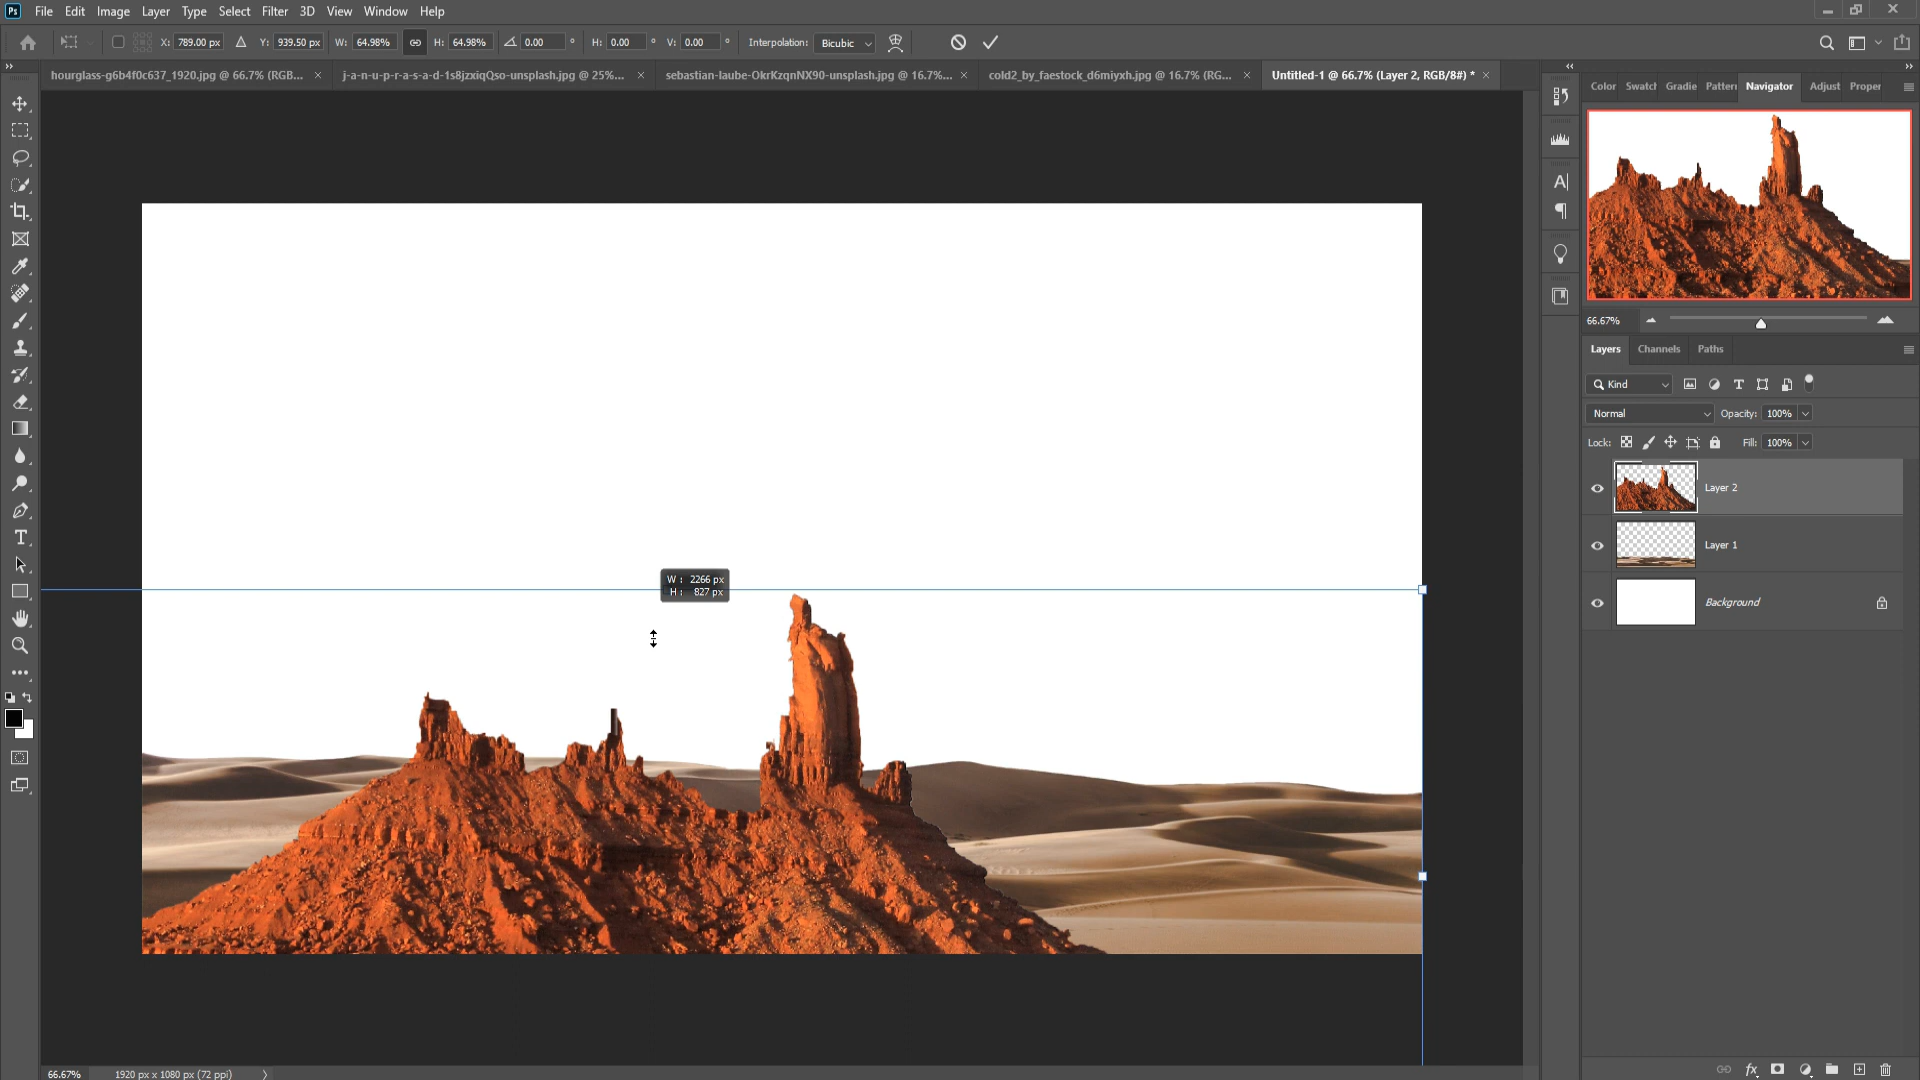 Ps File Edit Image Layer Type Select Filter 3D View Window Help
X: 789.00 px Y: 939.50 px W: 64.98% H: 64.98% 0.00 ° H: 0.00 ° V: 0.00 ° Interpolation: Bicubic
hourglass-g6b4f0c637_1920.jpg @ 66.7% (RGB... × j-a-n-u-p-r-a-s-a-d-1s8jzxiqQso-unsplash.jpg @ 25%... × sebastian-laube-OkrKzqnNX90-unsplash.jpg @ 16.7%... × cold2_by_faestock_d6miyxh.jpg @ 16.7% (RG... × Untitled-1 @ 66.7% (Layer 2, RGB/8#) * ×
Color Swatch Gradie Pattern Navigator Adjust Proper
66.67%
Layers Channels Paths
Kind
Normal Opacity: 100%
Lock: Fill: 100%
Layer 2
Layer 1
Background
W : 2266 px
H : 827 px
66.67% 1920 px x 1080 px (72 ppi)